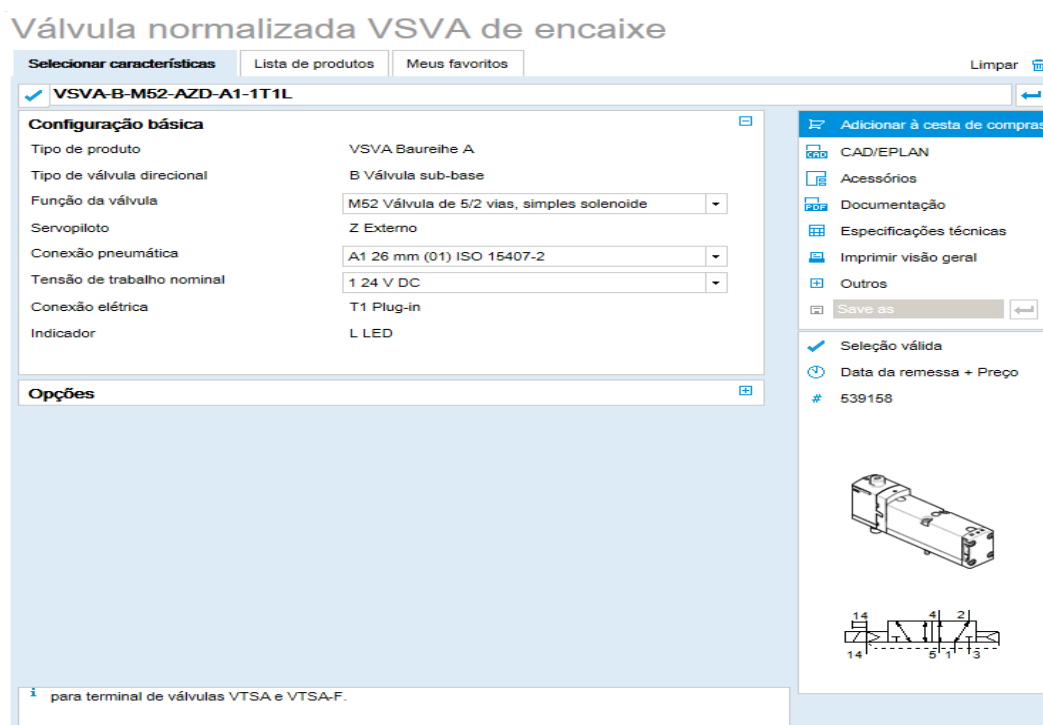 Válvula normalizada VSVA de encaixe
Selecionar características Lista de produtos Meus favoritos Limpar
VSVA-B-M52-AZD-A1-1T1L
Configuração básica
Tipo de produto VSVA Baureihe A
Tipo de válvula direcional B Válvula sub-base
Função da válvula M52 Válvula de 5/2 vias, simples solenoide
Servopiloto Z Externo
Conexão pneumática A1 26 mm (01) ISO 15407-2
Tensão de trabalho nominal 1 24 V DC
Conexão elétrica T1 Plug-in
Indicador L LED
Opções
Adicionar à cesta de compras
CAD CAD/EPLAN
Acessórios
PDF Documentação
Especificações técnicas
Imprimir visão geral
Outros
Save as
Seleção válida
Data da remessa + Preço
# 539158
14 4 2
14 5 1 3
i para terminal de válvulas VTSA e VTSA-F.